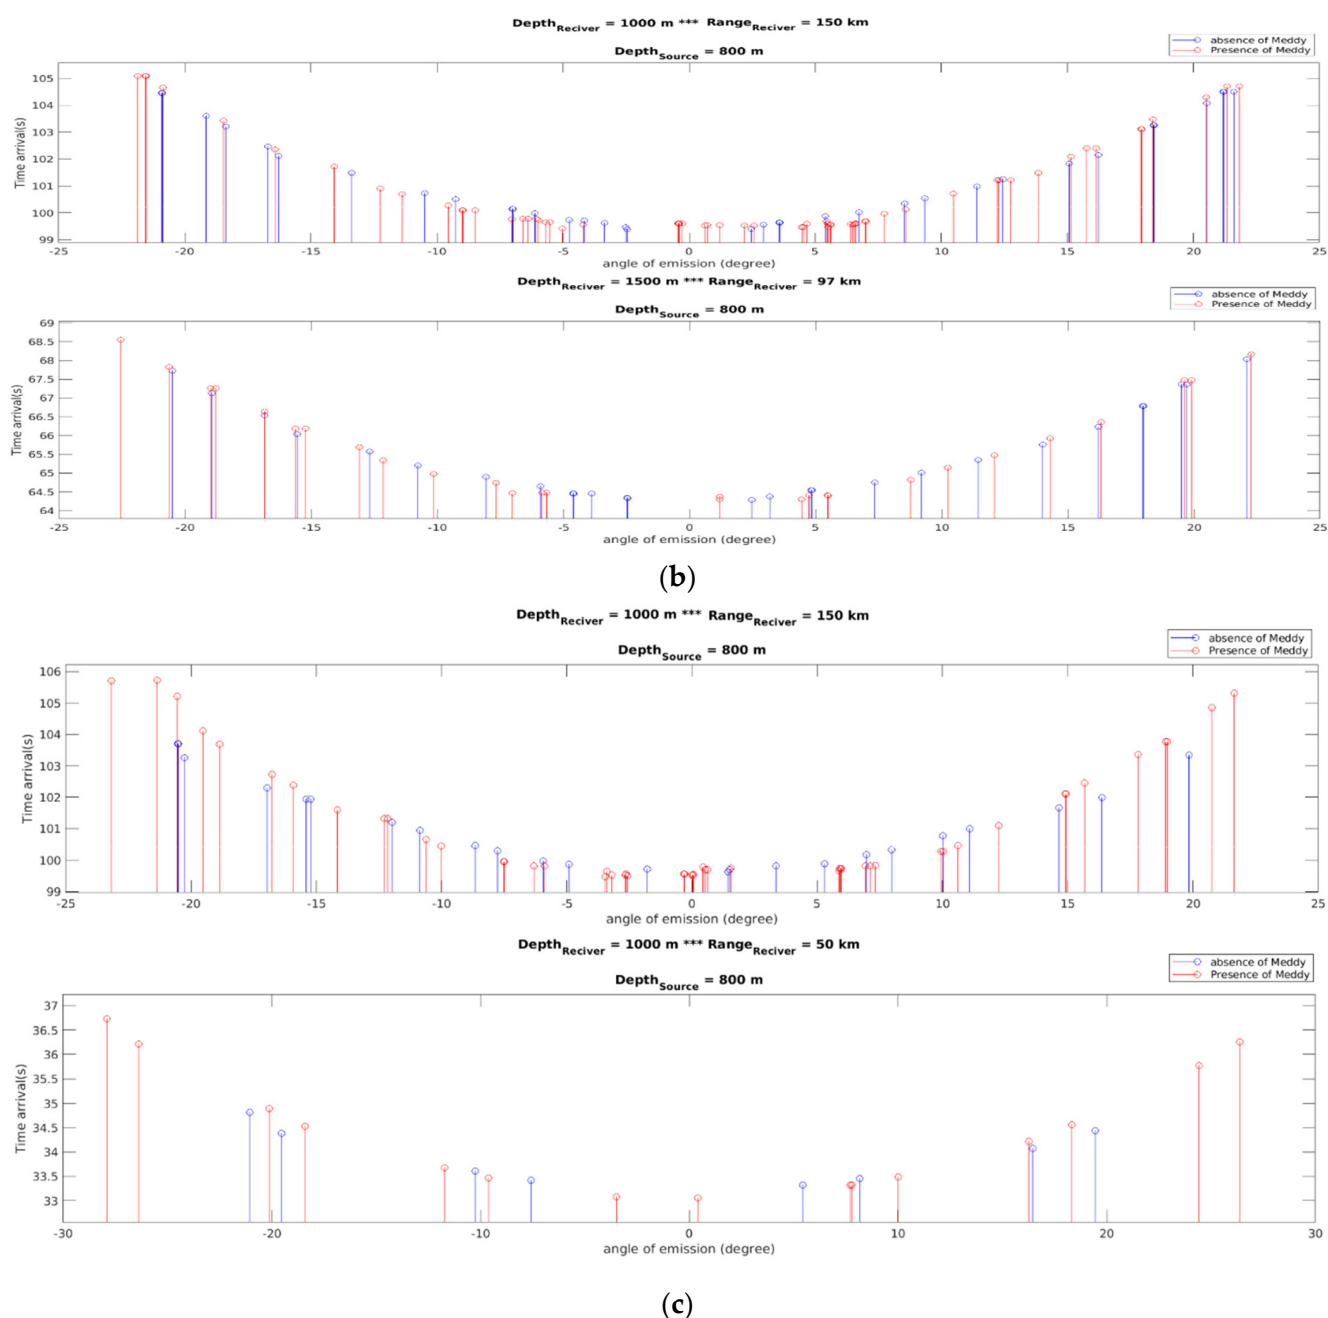 Depth_Reciver = 1000 m *** Range_Reciver = 150 km
Depth_Source = 800 m
absence of Meddy
Presence of Meddy
Time arrival(s)
105
104
103
102
101
100
99
-25 -20 -15 -10 -5 0 5 10 15 20 25
angle of emission (degree)
Depth_Reciver = 1500 m *** Range_Reciver = 97 km
Depth_Source = 800 m
absence of Meddy
Presence of Meddy
Time arrival(s)
69
68.5
68
67.5
67
66.5
66
65.5
65
64.5
64
-25 -20 -15 -10 -5 0 5 10 15 20 25
angle of emission (degree)
(b)
Depth_Reciver = 1000 m *** Range_Reciver = 150 km
Depth_Source = 800 m
absence of Meddy
Presence of Meddy
Time arrival(s)
106
105
104
103
102
101
100
99
-25 -20 -15 -10 -5 0 5 10 15 20 25
angle of emission (degree)
Depth_Reciver = 1000 m *** Range_Reciver = 50 km
Depth_Source = 800 m
absence of Meddy
Presence of Meddy
Time arrival(s)
37
36.5
36
35.5
35
34.5
34
33.5
33
-30 -20 -10 0 10 20 30
angle of emission (degree)
(c)